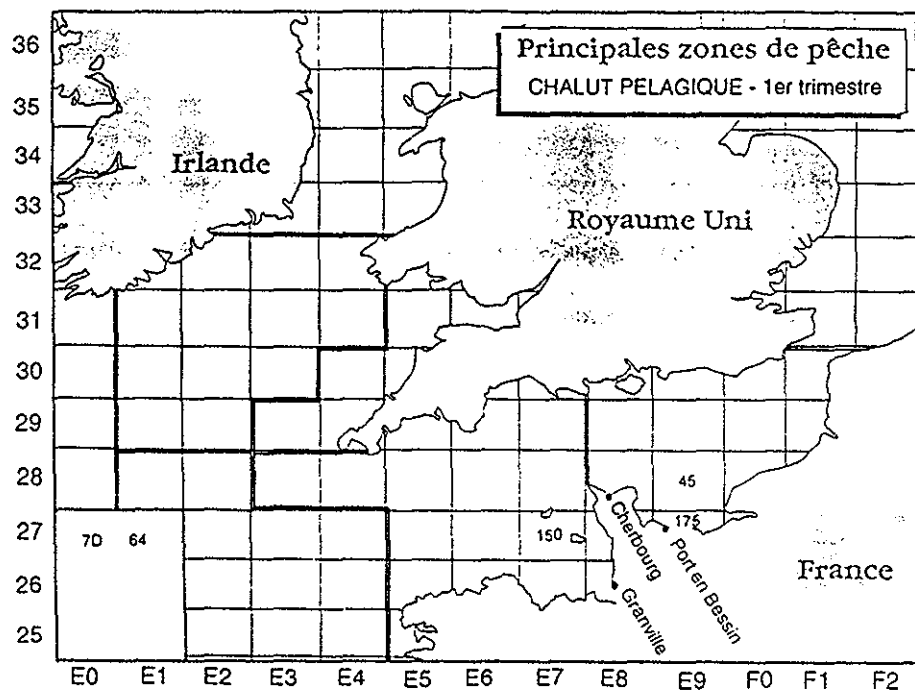 Principales zones de pêche
CHALUT PELAGIQUE - 1er trimestre
36
35
34
33
32
31
30
29
28
27
26
25
Irlande
Royaume Uni
France
45
175
150
7D 64
Cherbourg
Port en Bessin
Granville
E0 E1 E2 E3 E4 E5 E6 E7 E8 E9 F0 F1 F2